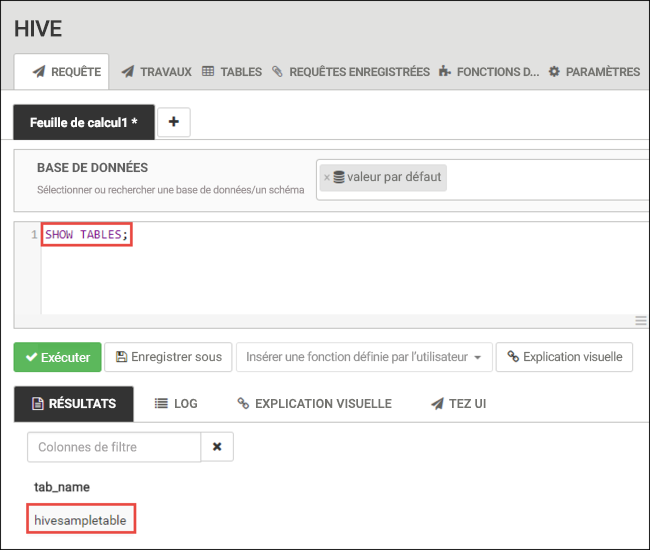 HIVE
REQUÊTE TRAVAUX TABLES REQUÊTES ENREGISTRÉES FONCTIONS D... PARAMÈTRES
Feuille de calcul1 * +
BASE DE DONNÉES
Sélectionner ou rechercher une base de données/un schéma
× valeur par défaut
1 SHOW TABLES;
Exécuter Enregistrer sous Insérer une fonction définie par l'utilisateur Explication visuelle
RÉSULTATS LOG EXPLICATION VISUELLE TEZ UI
Colonnes de filtre
tab_name
hivesampletable